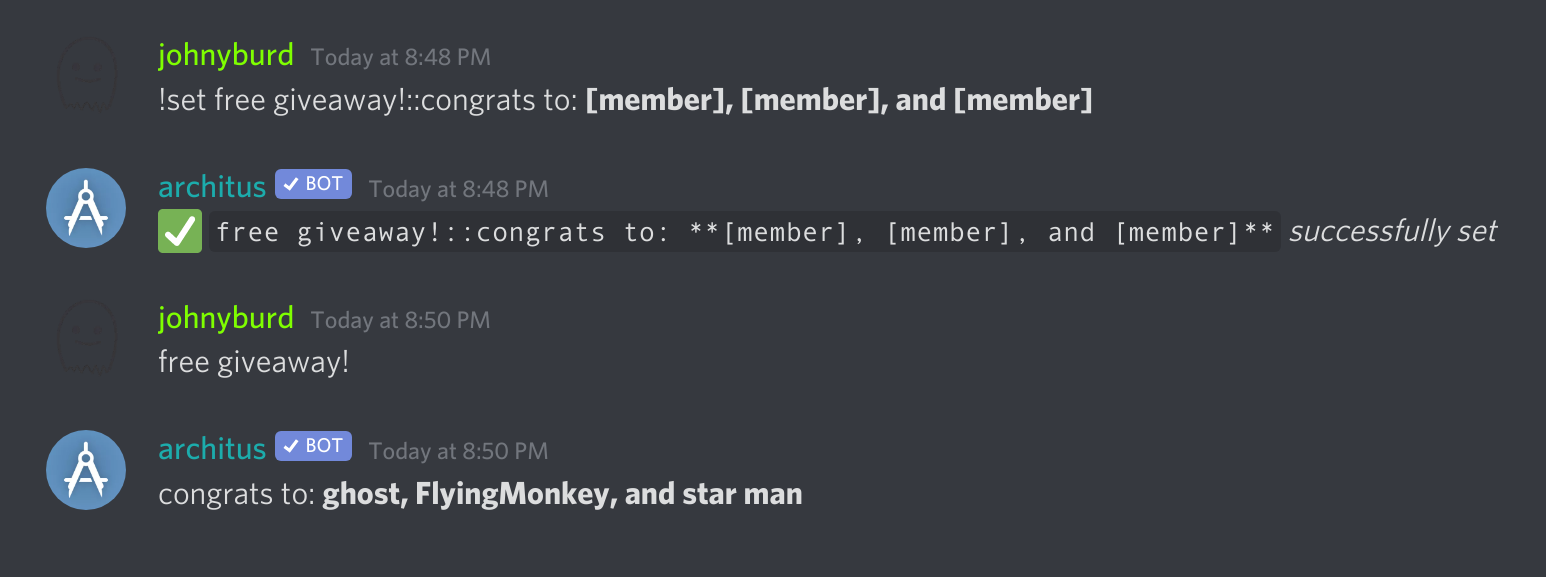 johnyburd Today at 8:48 PM
!set free giveaway!::congrats to: [member], [member], and [member]
architus BOT Today at 8:48 PM
free giveaway!::congrats to: **[member], [member], and [member]** successfully set
johnyburd Today at 8:50 PM
free giveaway!
architus BOT Today at 8:50 PM
congrats to: ghost, FlyingMonkey, and star man